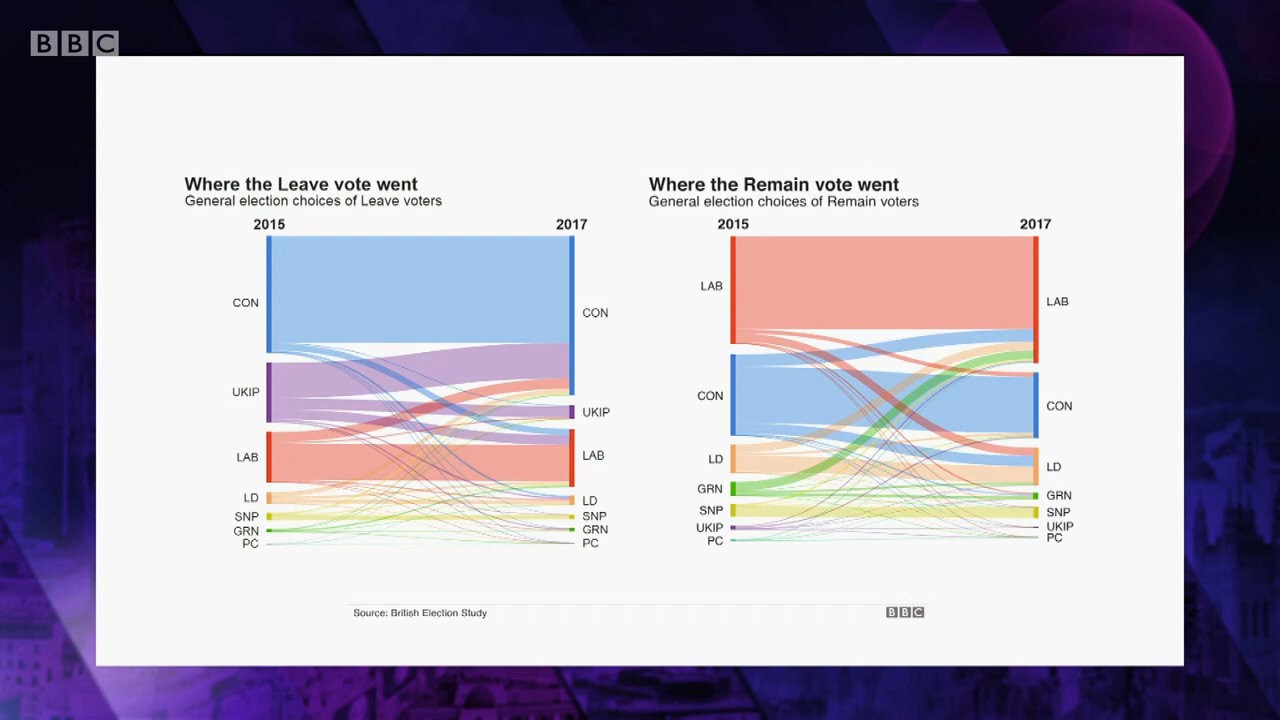 BBC
Where the Leave vote went
General election choices of Leave voters
2015
2017
CON
UKIP
LAB
LD
SNP
GRN
PC
CON
UKIP
LAB
LD
SNP
GRN
PC
Where the Remain vote went
General election choices of Remain voters
2015
2017
LAB
CON
LD
GRN
SNP
UKIP
PC
LAB
CON
LD
GRN
SNP
UKIP
PC
Source: British Election Study
BBC